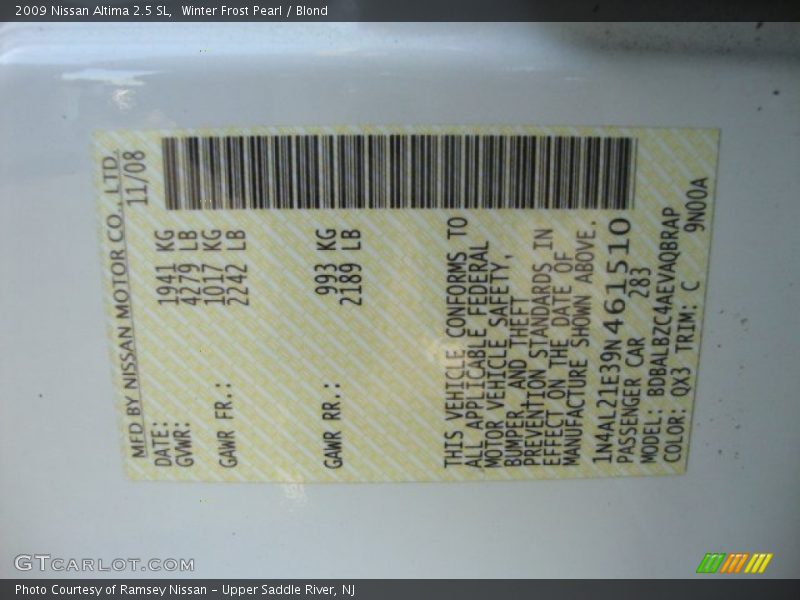 2009 Nissan Altima 2.5 SL,  Winter Frost Pearl / Blond
MFD BY NISSAN MOTOR CO., LTD.
DATE: 11/08
GVWR: 1941 KG
4279 LB
GAWR FR.: 1017 KG
2242 LB
GAWR RR.: 993 KG
2189 LB
THIS VEHICLE CONFORMS TO
ALL APPLICABLE FEDERAL
MOTOR VEHICLE SAFETY,
BUMPER AND THEFT
PREVENTION STANDARDS IN
EFFECT ON THE DATE OF
MANUFACTURE SHOWN ABOVE.
1N4AL21E39N461510
PASSENGER CAR 283
MODEL: BDBALBZC4AEVAQBRAP
COLOR: QX3 TRIM: C 9N00A
GTCARLOT.COM
Photo Courtesy of Ramsey Nissan - Upper Saddle River, NJ